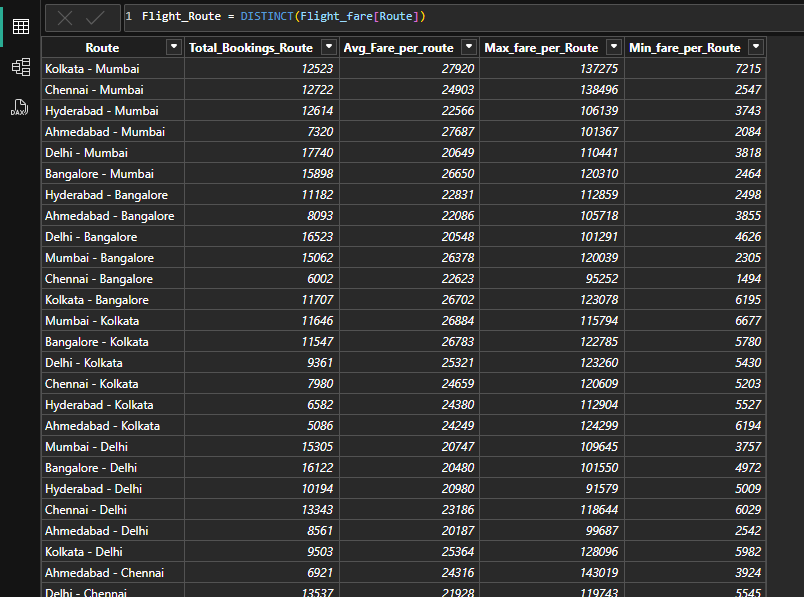 1 Flight_Route = DISTINCT(Flight_fare[Route])
Route Total_Bookings_Route Avg_Fare_per_route Max_fare_per_Route Min_fare_per_Route
Kolkata - Mumbai 12523 27920 137275 7215
Chennai - Mumbai 12722 24903 138496 2547
Hyderabad - Mumbai 12614 22566 106139 3743
Ahmedabad - Mumbai 7320 27687 101367 2084
Delhi - Mumbai 17740 20649 110441 3818
Bangalore - Mumbai 15898 26650 120310 2464
Hyderabad - Bangalore 11182 22831 112859 2498
Ahmedabad - Bangalore 8093 22086 105718 3855
Delhi - Bangalore 16523 20548 101291 4626
Mumbai - Bangalore 15062 26378 120039 2305
Chennai - Bangalore 6002 22623 95252 1494
Kolkata - Bangalore 11707 26702 123078 6195
Mumbai - Kolkata 11646 26884 115794 6677
Bangalore - Kolkata 11547 26783 122785 5780
Delhi - Kolkata 9361 25321 123260 5430
Chennai - Kolkata 7980 24659 120609 5203
Hyderabad - Kolkata 6582 24380 112904 5527
Ahmedabad - Kolkata 5086 24249 124299 6194
Mumbai - Delhi 15305 20747 109645 3757
Bangalore - Delhi 16122 20480 101550 4972
Hyderabad - Delhi 10194 20980 91579 5009
Chennai - Delhi 13343 23186 118644 6029
Ahmedabad - Delhi 8561 20187 99687 2542
Kolkata - Delhi 9503 25364 128096 5982
Ahmedabad - Chennai 6921 24316 143019 3924
Delhi - Chennai 13537 21928 119743 5545
DAX